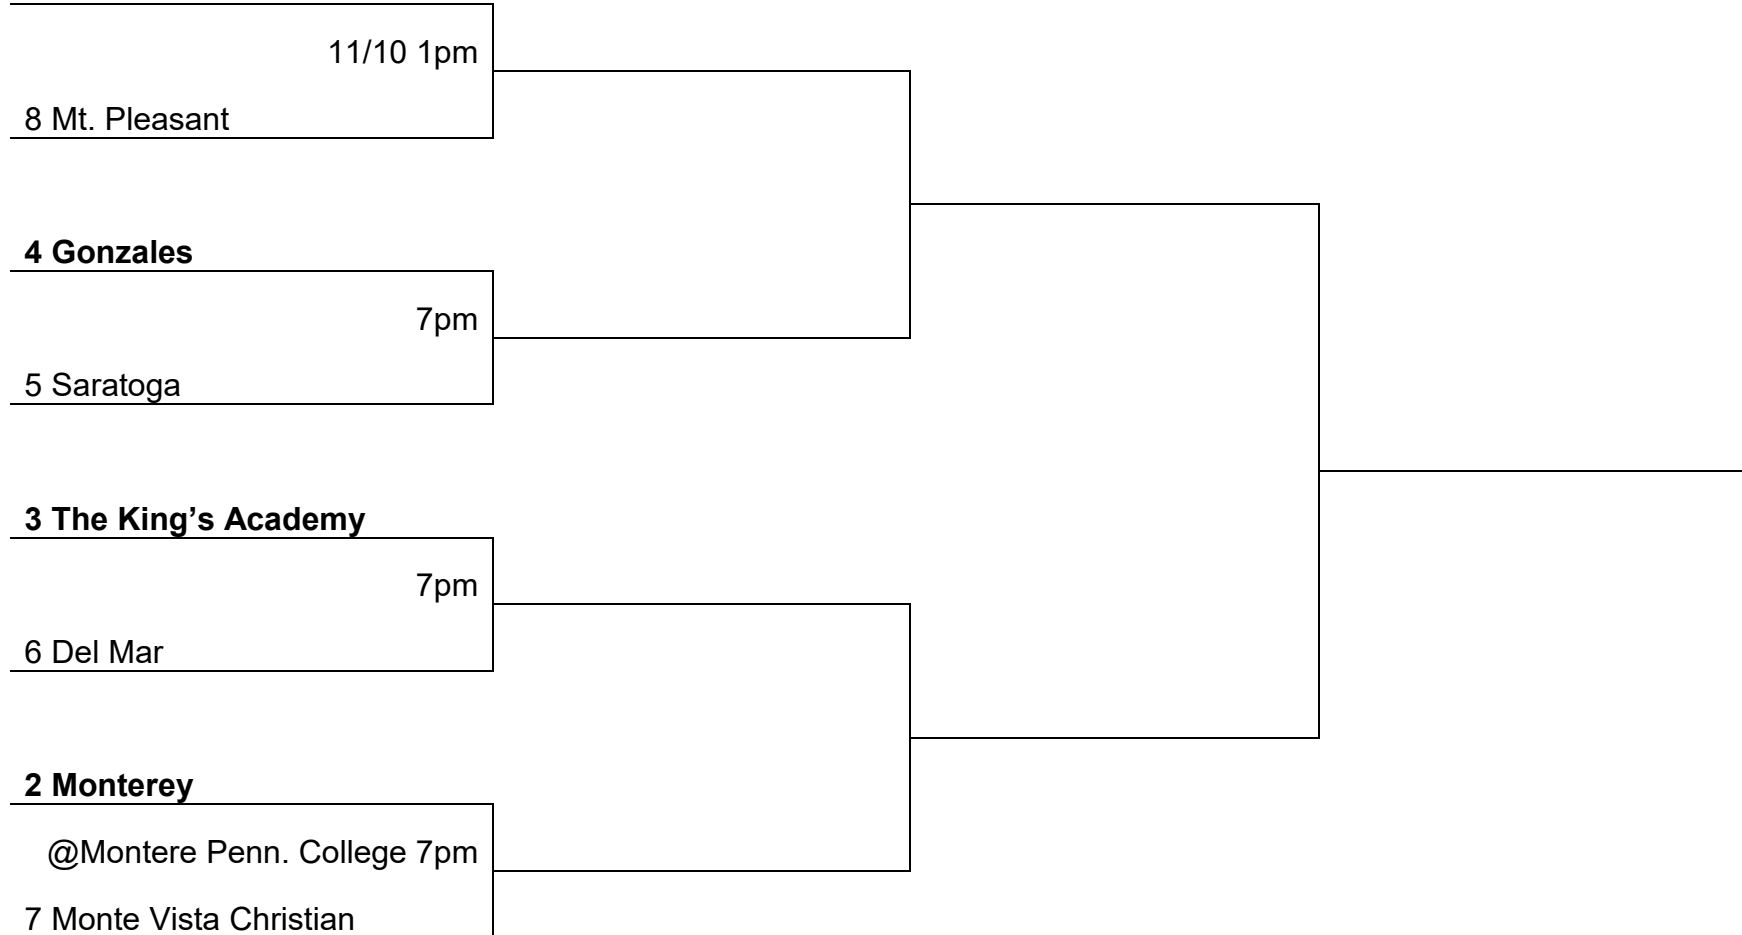 11/10 1pm
8 Mt. Pleasant
4 Gonzales
7pm
5 Saratoga
3 The King’s Academy
7pm
6 Del Mar
2 Monterey
@Montere Penn. College 7pm
7 Monte Vista Christian